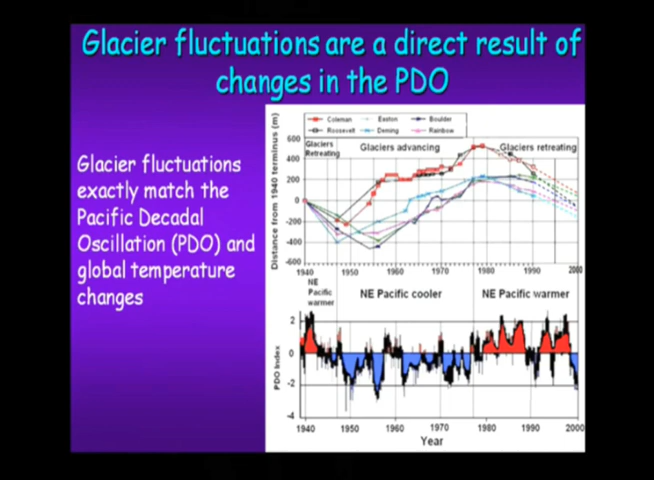 Glacier fluctuations are a direct result of
changes in the PDO
Glacier fluctuations
exactly match the
Pacific Decadal
Oscillation (PDO) and
global temperature
changes
Coleman Easton Boulder
Roosevelt Deming Rainbow
Distance from 1940 terminus (m)
600
400
200
0
-200
-400
-600
Glaciers
Retreating
Glaciers advancing
Glaciers retreating
1940 1950 1960 1970 1980 1990 2000
NE
Pacific
warmer
NE Pacific cooler
NE Pacific warmer
PDO Index
2
0
-2
-4
1940 1950 1960 1970 1980 1990 2000
Year